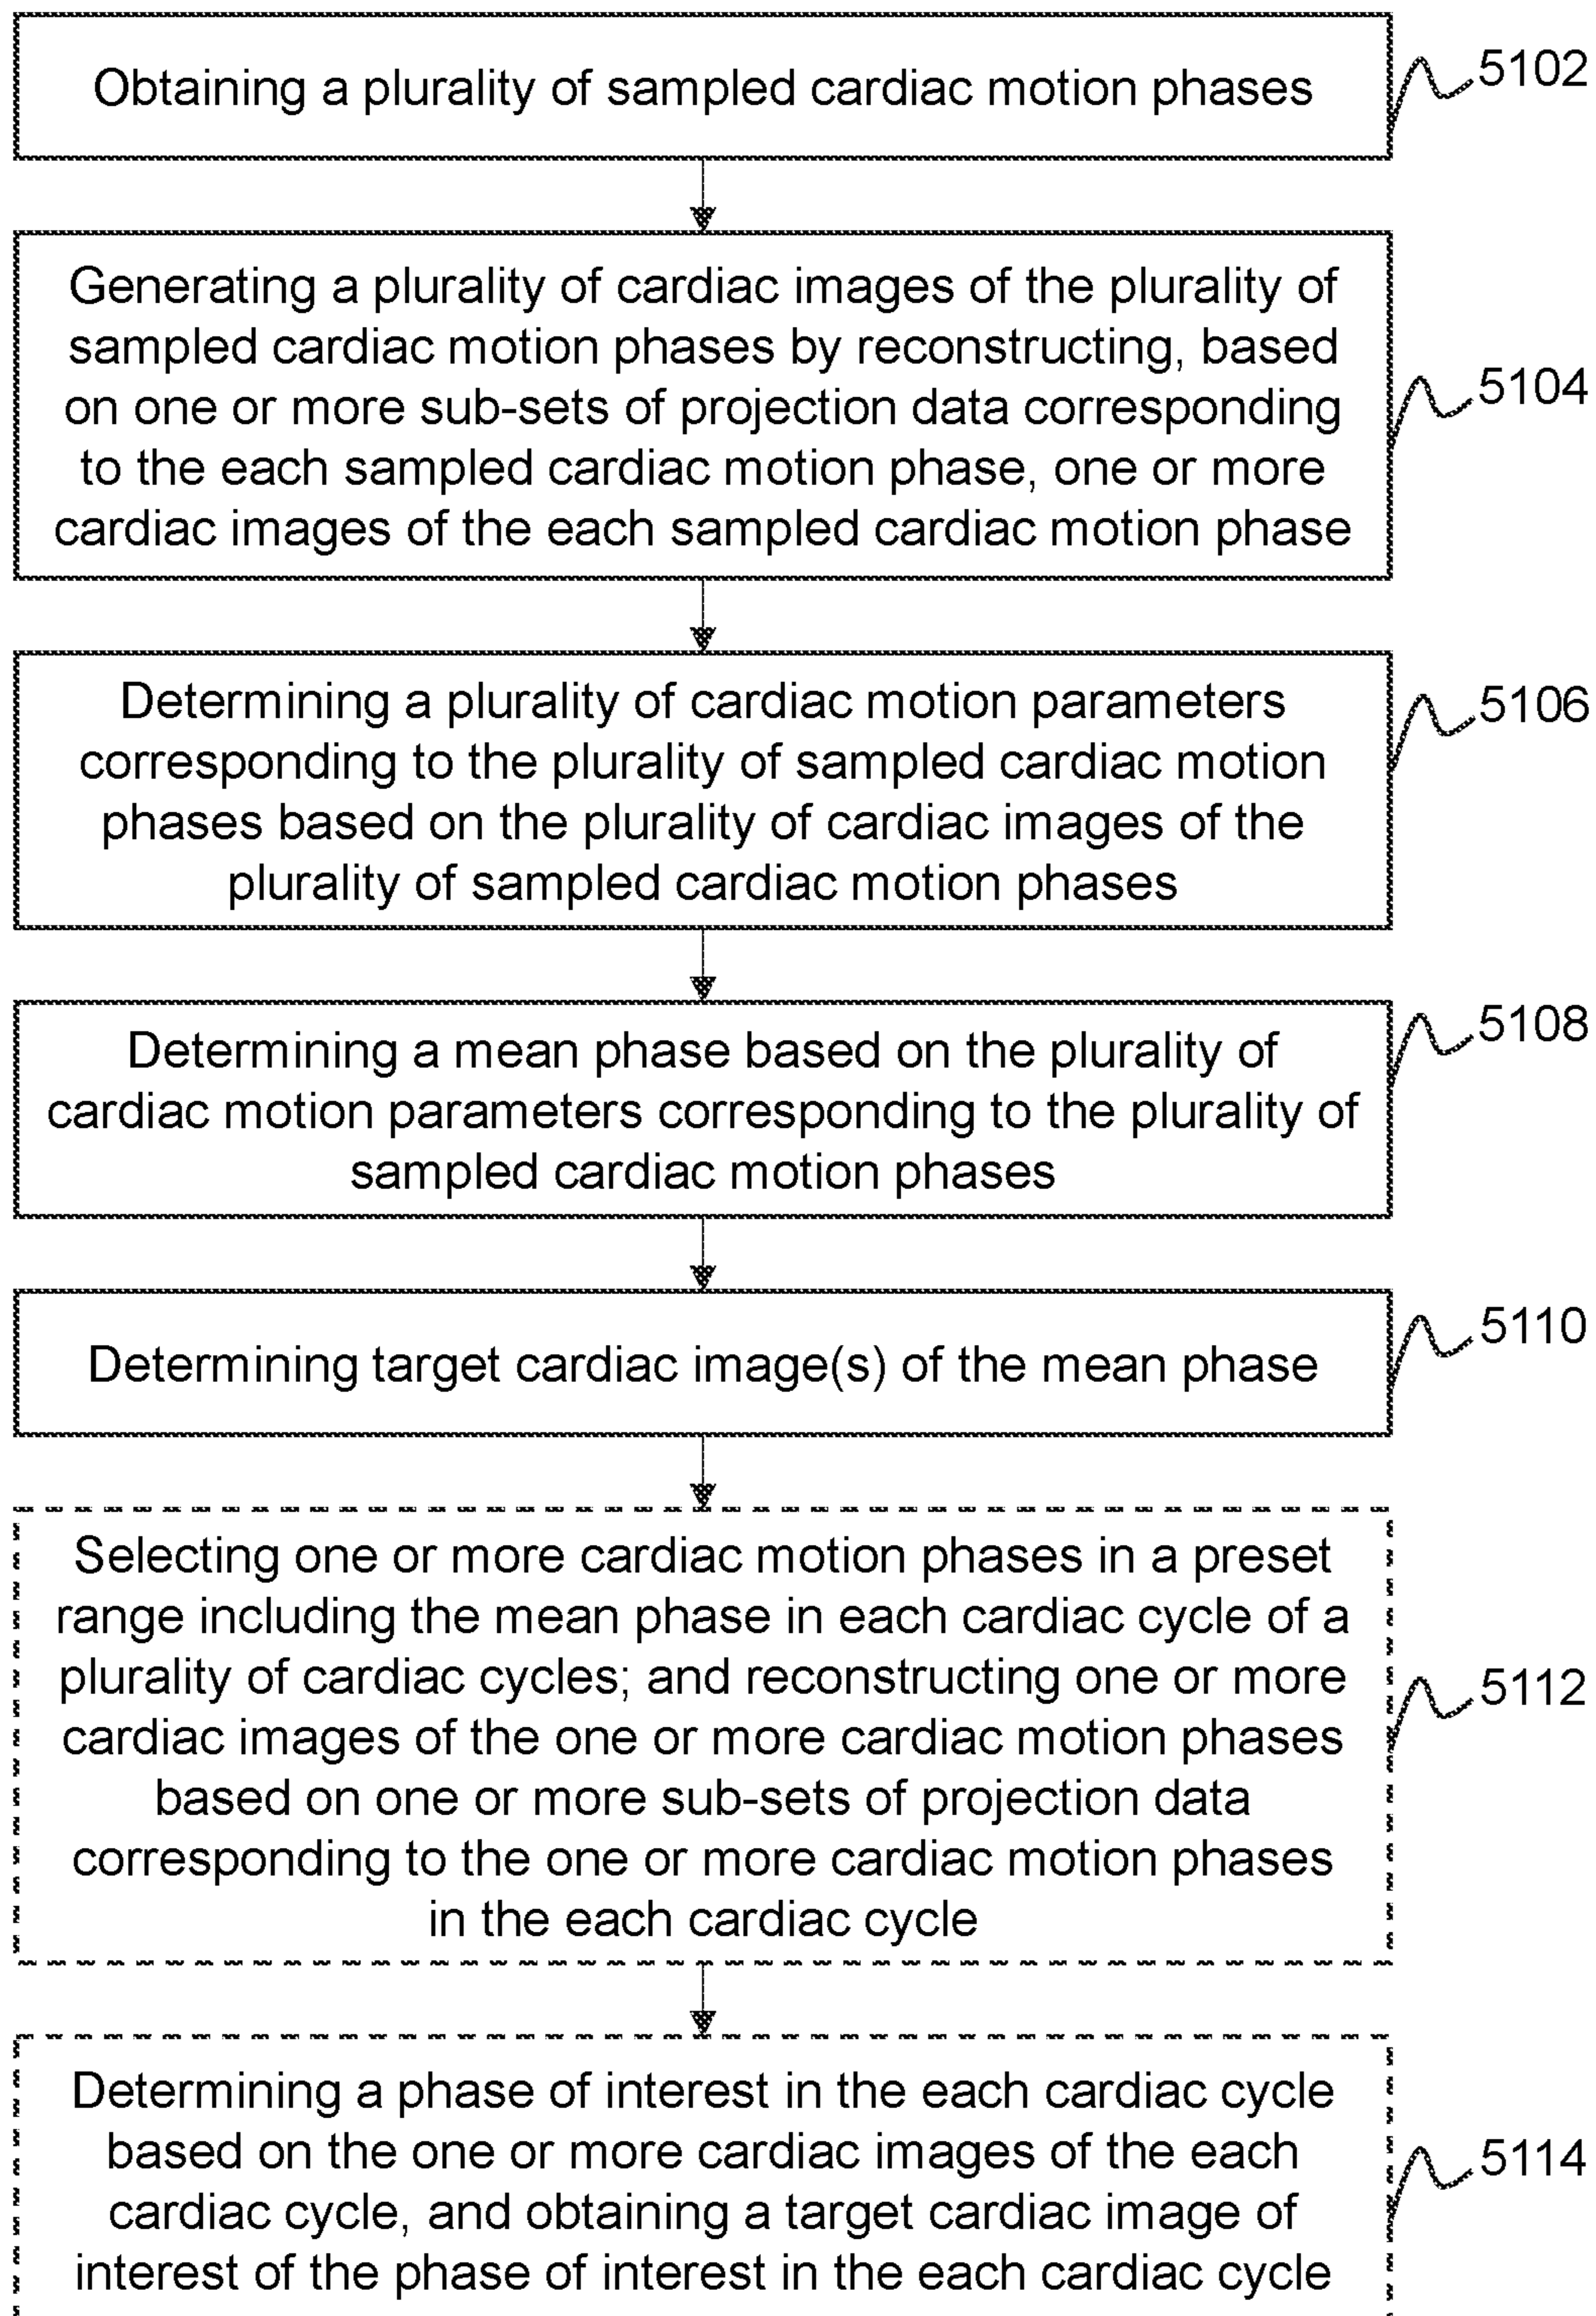 Obtaining a plurality of sampled cardiac motion phases
5102
Generating a plurality of cardiac images of the plurality of
sampled cardiac motion phases by reconstructing, based
on one or more sub-sets of projection data corresponding
to the each sampled cardiac motion phase, one or more
cardiac images of the each sampled cardiac motion phase
5104
Determining a plurality of cardiac motion parameters
corresponding to the plurality of sampled cardiac motion
phases based on the plurality of cardiac images of the
plurality of sampled cardiac motion phases
5106
Determining a mean phase based on the plurality of
cardiac motion parameters corresponding to the plurality of
sampled cardiac motion phases
5108
Determining target cardiac image(s) of the mean phase
5110
Selecting one or more cardiac motion phases in a preset
range including the mean phase in each cardiac cycle of a
plurality of cardiac cycles; and reconstructing one or more
cardiac images of the one or more cardiac motion phases
based on one or more sub-sets of projection data
corresponding to the one or more cardiac motion phases
in the each cardiac cycle
5112
Determining a phase of interest in the each cardiac cycle
based on the one or more cardiac images of the each
cardiac cycle, and obtaining a target cardiac image of
interest of the phase of interest in the each cardiac cycle
5114